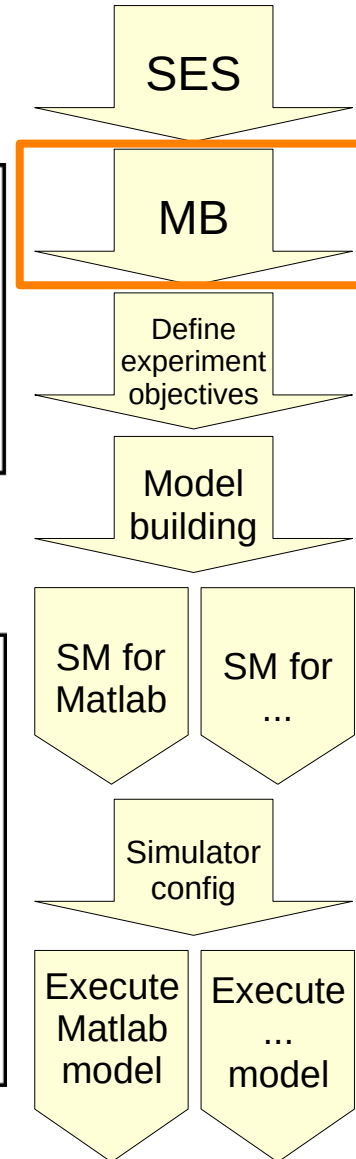 SES
MB
Define
experiment
objectives
Model
building
SM for
Matlab
SM for
...
Simulator
config
Execute
Matlab
model
Execute
...
model